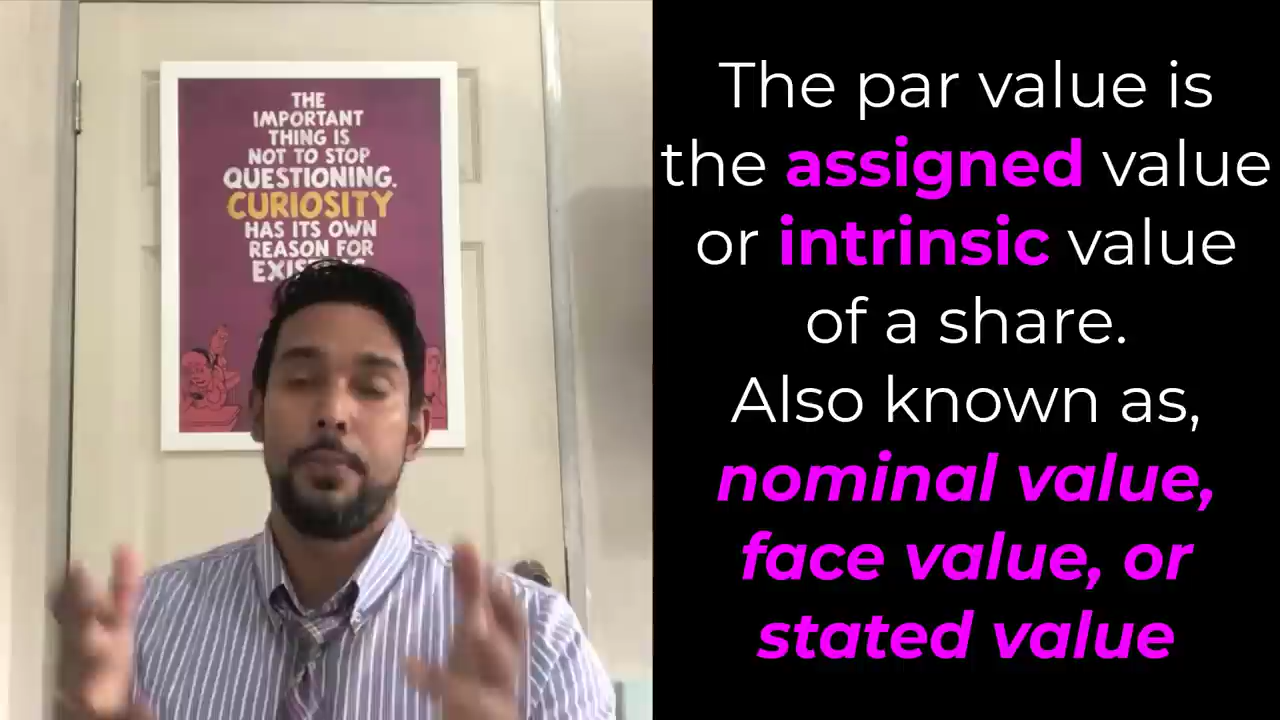 THE
IMPORTANT
THING IS
NOT TO STOP
QUESTIONING.
CURIOSITY
HAS ITS OWN
REASON FOR
The par value is
the assigned value
or intrinsic value
of a share.
Also known as,
nominal value,
face value, or
stated value